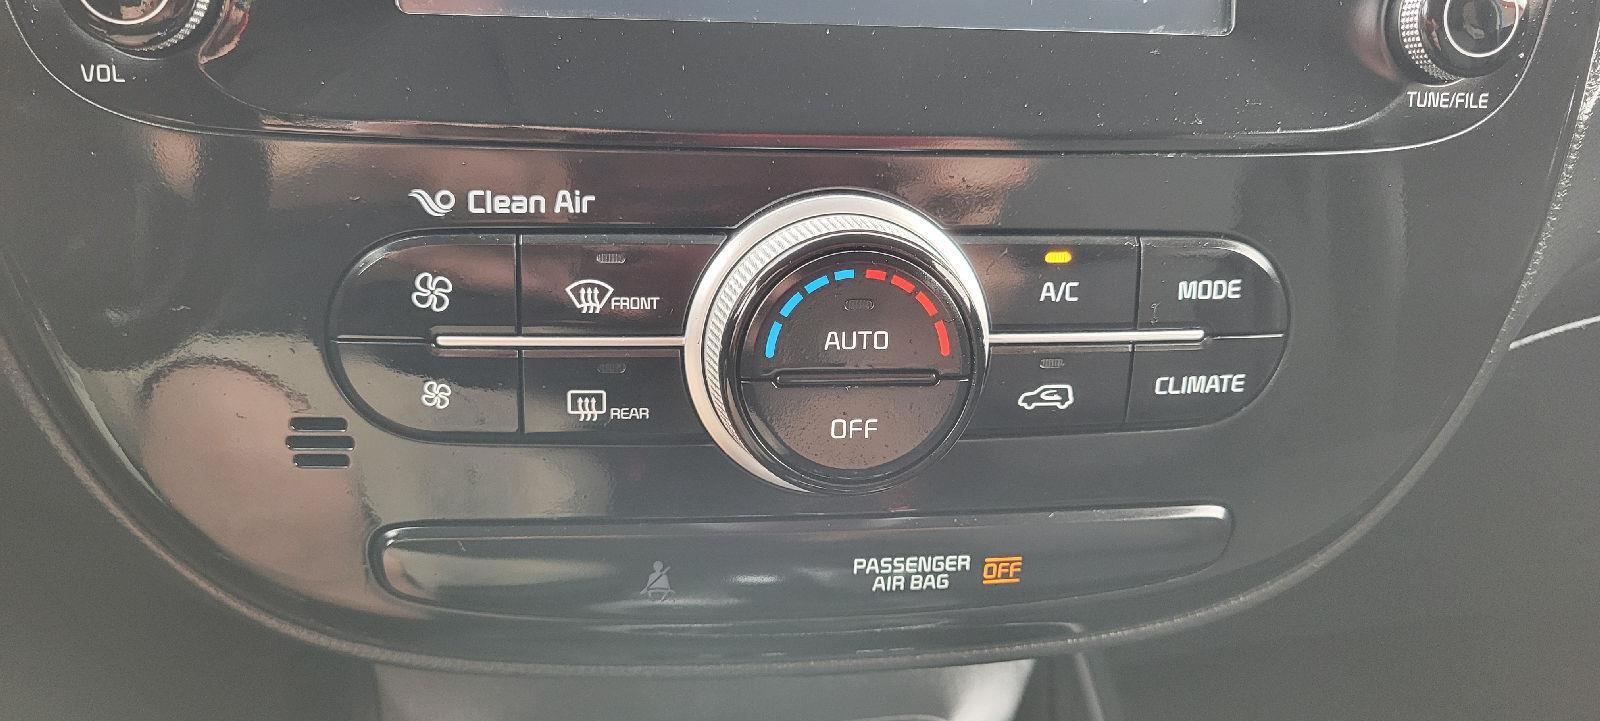 VOL
TUNE/FILE
Clean Air
FRONT
A/C
MODE
AUTO
REAR
CLIMATE
OFF
PASSENGER
AIR BAG
OFF